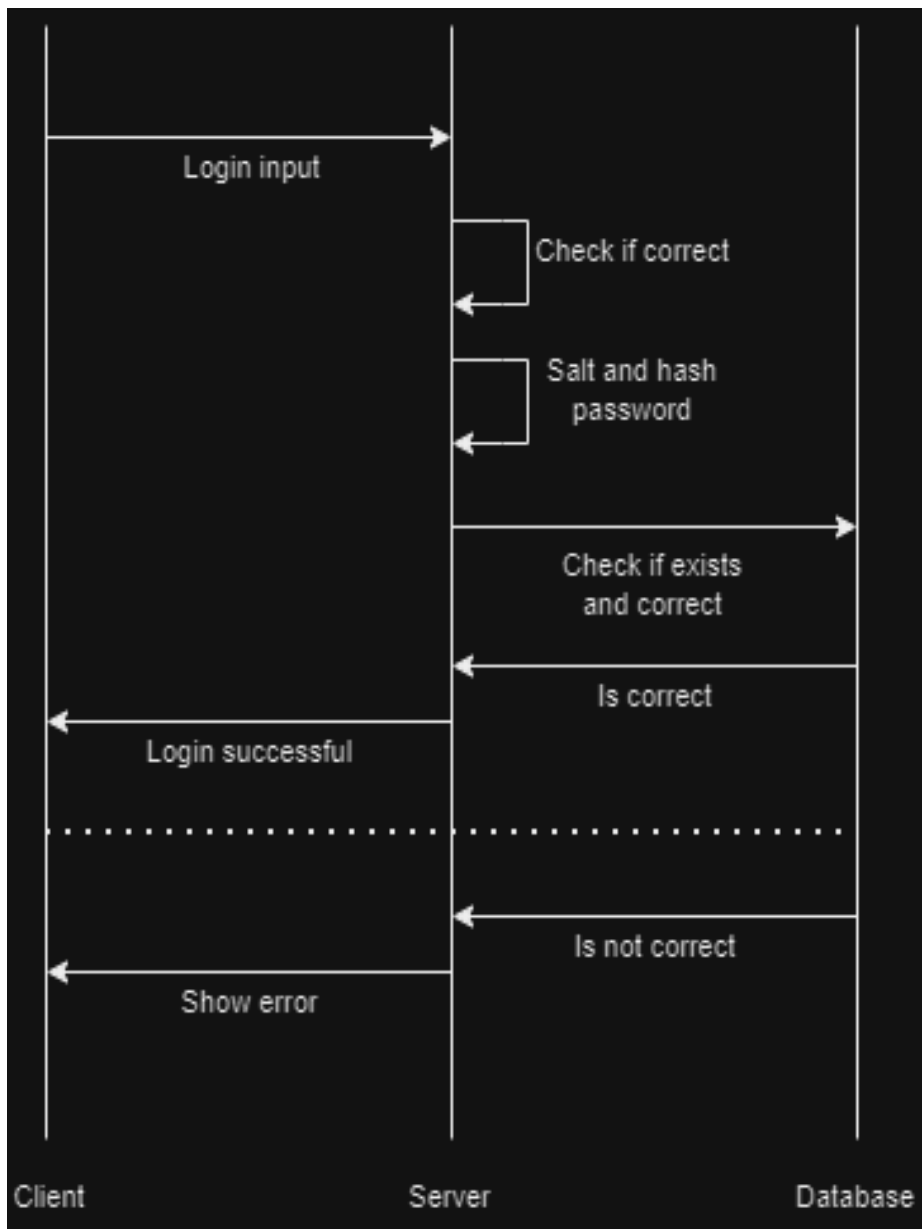 Login input
Check if correct
Salt and hash
password
Check if exists
and correct
Is correct
Login successful
Is not correct
Show error
Client
Server
Database